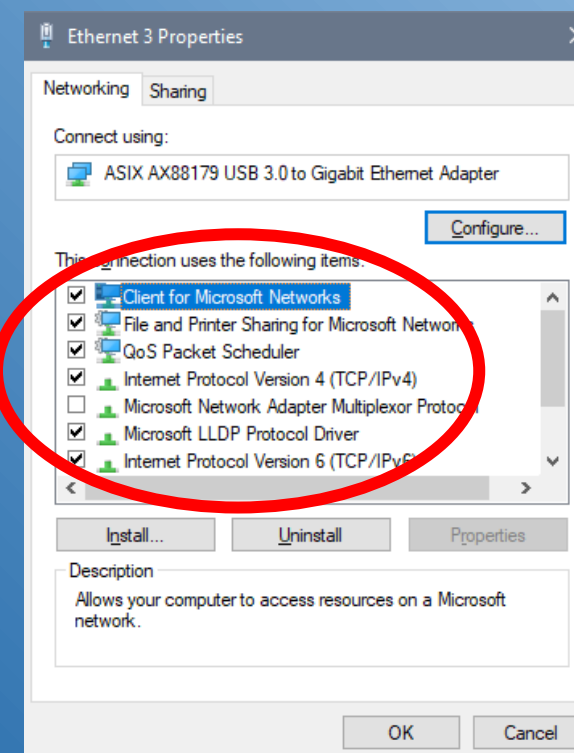 Ethernet 3 Properties
Networking
Sharing
Connect using:
ASIX AX88179 USB 3.0 to Gigabit Ethernet Adapter
Configure...
This connection uses the following items:
Client for Microsoft Networks
File and Printer Sharing for Microsoft Networks
QoS Packet Scheduler
Internet Protocol Version 4 (TCP/IPv4)
Microsoft Network Adapter Multiplexor Protocol
Microsoft LLDP Protocol Driver
Internet Protocol Version 6 (TCP/IPv6)
Install...
Uninstall
Properties
Description
Allows your computer to access resources on a Microsoft
network.
OK
Cancel